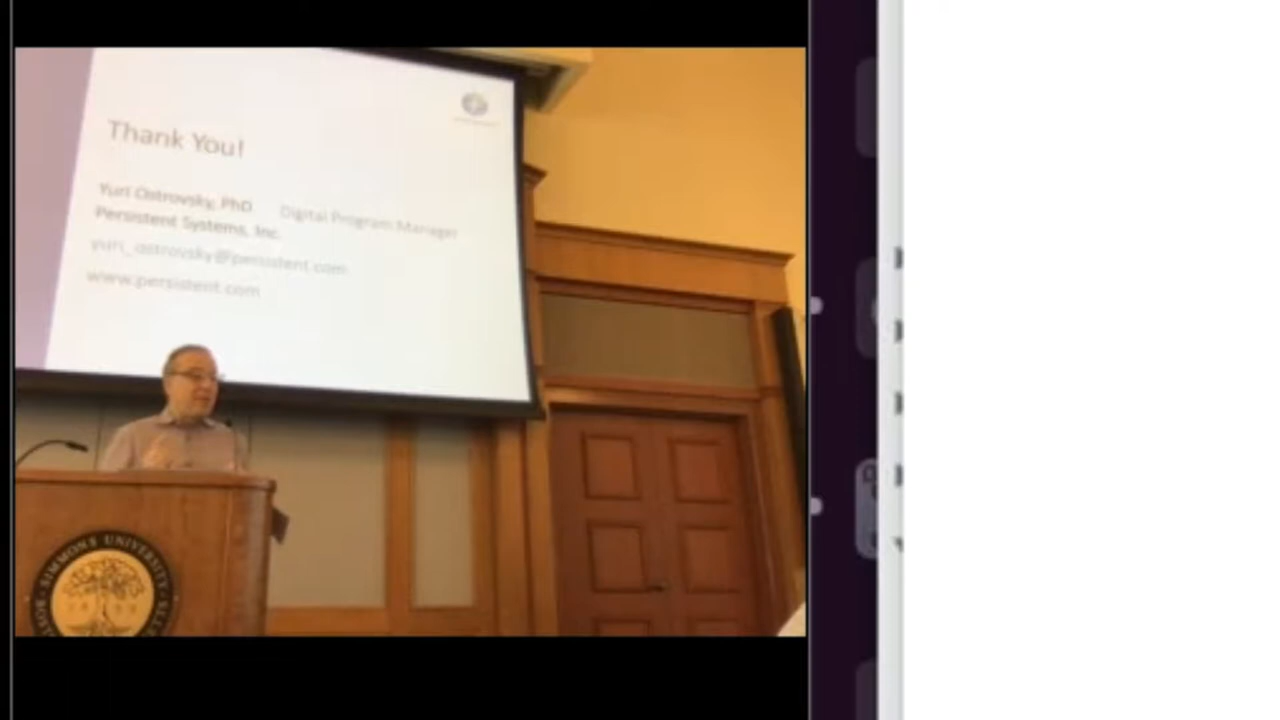 Thank You!
Yuri Ostrovsky, PhD Digital Program Manager
Persistent Systems, Inc.
yuri_ostrovsky@persistent.com
www.persistent.com
SIMMONS UNIVERSITY